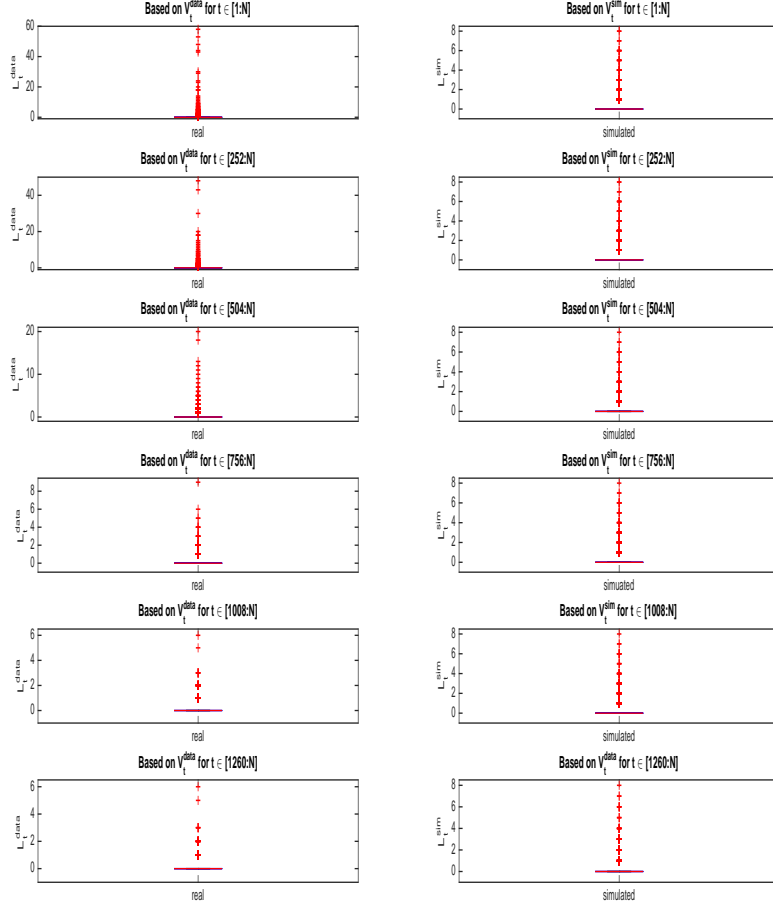 Based on V_t^data for t ∈ [1:N]
60
40
20
0
L_t^data
real
Based on V_t^sim for t ∈ [1:N]
8
6
4
2
0
L_t^sim
simulated
Based on V_t^data for t ∈ [252:N]
40
20
0
L_t^data
real
Based on V_t^sim for t ∈ [252:N]
8
6
4
2
0
L_t^sim
simulated
Based on V_t^data for t ∈ [504:N]
20
10
0
L_t^data
real
Based on V_t^sim for t ∈ [504:N]
8
6
4
2
0
L_t^sim
simulated
Based on V_t^data for t ∈ [756:N]
8
6
4
2
0
L_t^data
real
Based on V_t^sim for t ∈ [756:N]
8
6
4
2
0
L_t^sim
simuated
Based on V_t^data for t ∈ [1008:N]
6
4
2
0
L_t^data
real
Based on V_t^sim for t ∈ [1008:N]
8
6
4
2
0
L_t^sim
simulated
Based on V_t^data for t ∈ [1260:N]
6
4
2
0
L_t^data
real
Based on V_t^data for t ∈ [1260:N]
8
6
4
2
0
L_t^sim
simulated